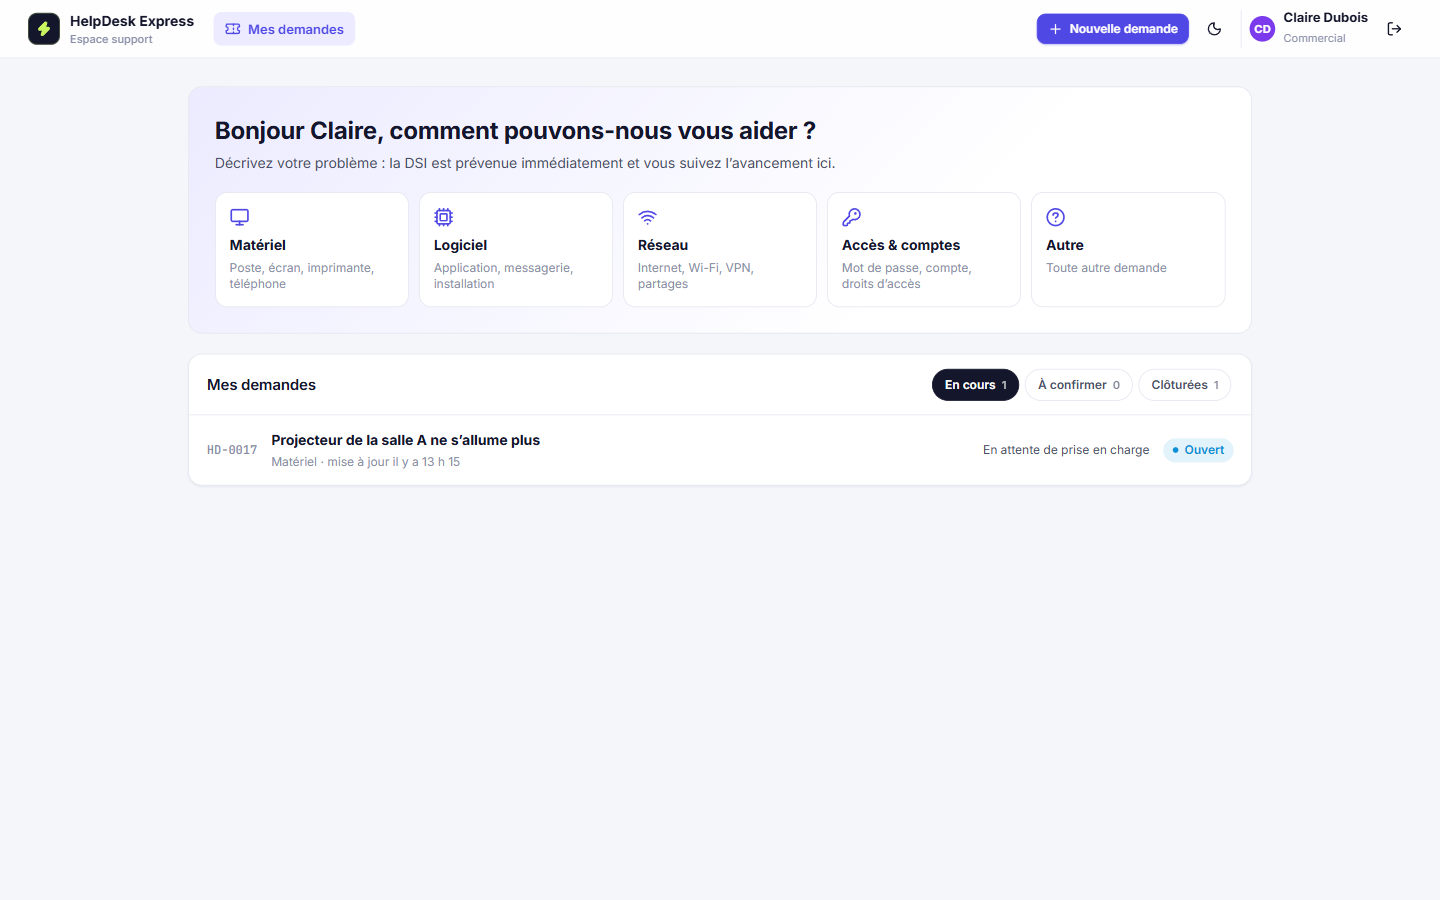 HelpDesk Express
Espace support
Mes demandes
Nouvelle demande
CD
Claire Dubois
Commercial
Bonjour Claire, comment pouvons-nous vous aider ?
Décrivez votre problème : la DSI est prévenue immédiatement et vous suivez l’avancement ici.
Matériel
Poste, écran, imprimante,
téléphone
Logiciel
Application, messagerie,
installation
Réseau
Internet, Wi-Fi, VPN,
partages
Accès & comptes
Mot de passe, compte,
droits d’accès
Autre
Toute autre demande
Mes demandes
En cours 1
À confirmer 0
Clôturées 1
HD-0017
Projecteur de la salle A ne s’allume plus
Matériel · mise à jour il y a 13 h 15
En attente de prise en charge
Ouvert